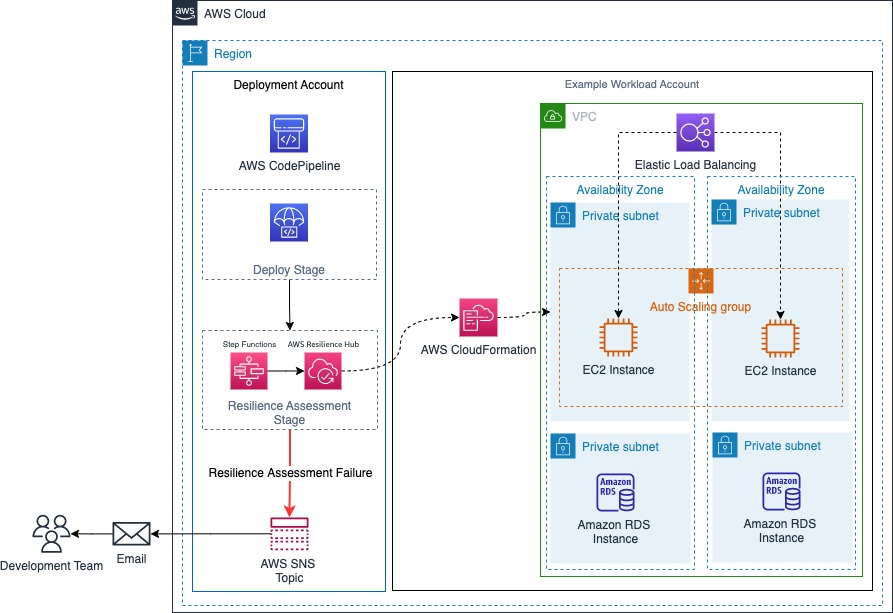 aws
AWS Cloud
Region
Deployment Account
AWS CodePipeline
Deploy Stage
Step Functions
AWS Resilience Hub
Resilience Assessment
Stage
Resilience Assessment Failure
AWS SNS
Topic
Email
Development Team
Example Workload Account
AWS CloudFormation
VPC
Elastic Load Balancing
Availability Zone
Private subnet
Availability Zone
Private subnet
Auto Scaling group
EC2 Instance
EC2 Instance
Private subnet
Amazon
RDS
Amazon RDS
Instance
Private subnet
Amazon
RDS
Amazon RDS
Instance